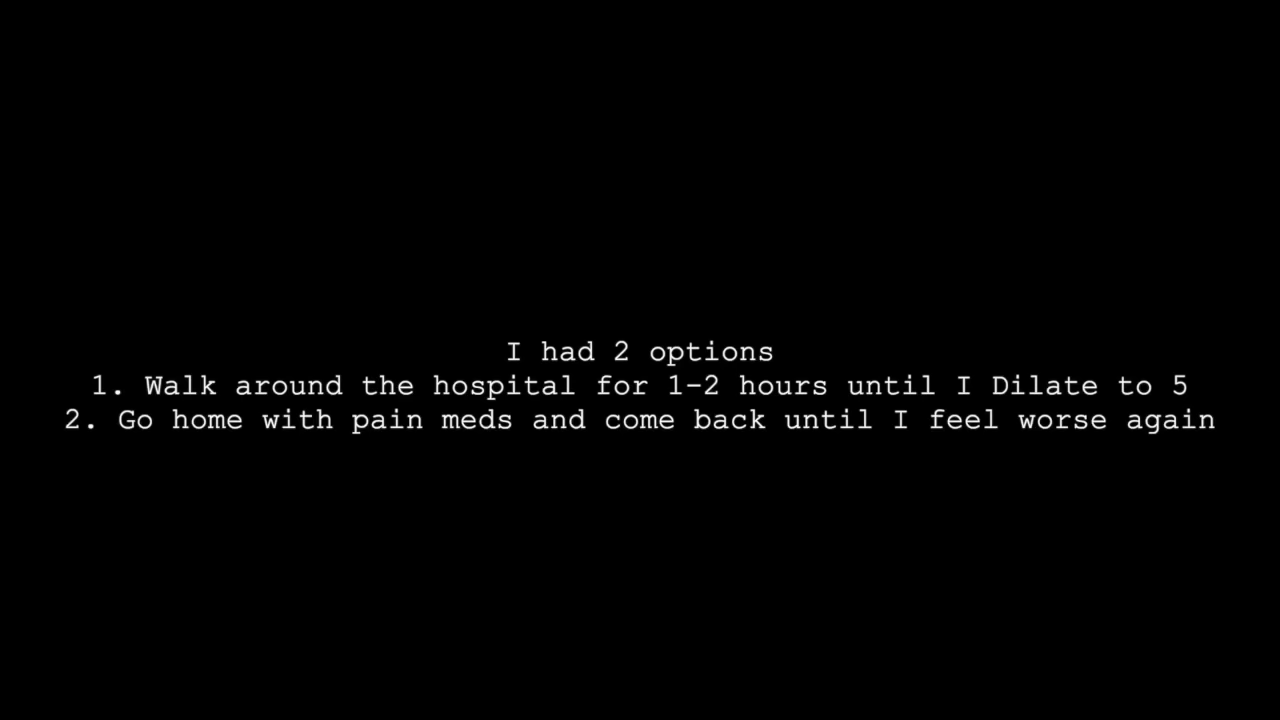 I had 2 options
1. Walk around the hospital for 1-2 hours until I Dilate to 5
2. Go home with pain meds and come back until I feel worse again